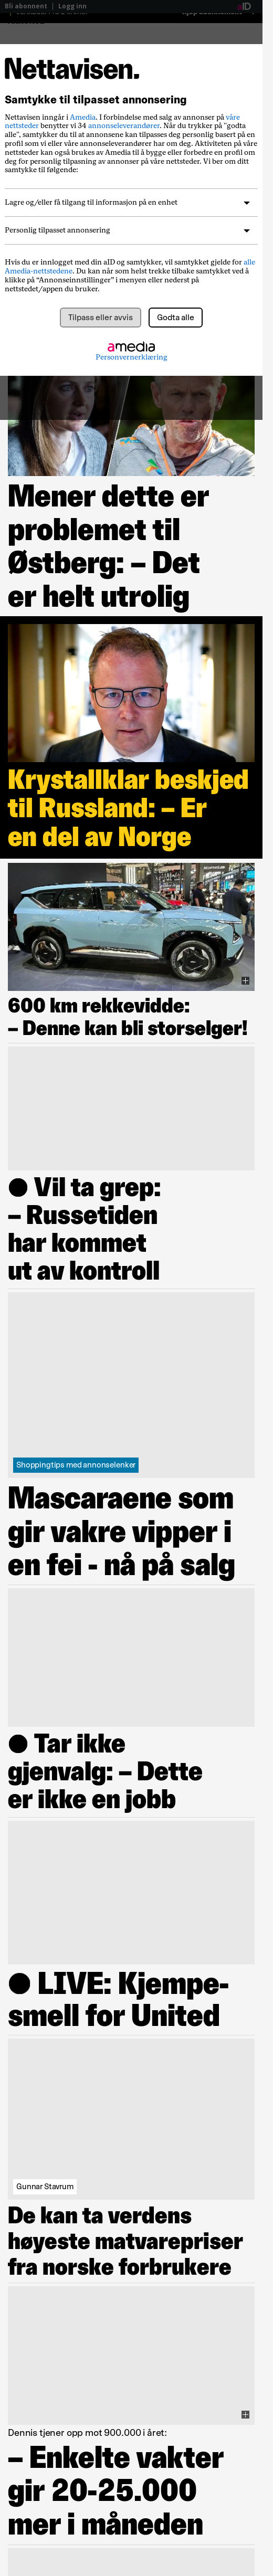 Bli abonnent | Logg inn
aID
Nettavisen.
Samtykke til tilpasset annonsering
Nettavisen inngår i Amedia. I forbindelse med salg av annonser på våre
nettsteder benytter vi 34 annonseleverandører. Når du trykker på "godta
alle", samtykker du til at annonsene kan tilpasses deg personlig basert på en
profil som vi eller våre annonseleverandører har om deg. Aktiviteten på våre
nettsteder kan også brukes av Amedia til å bygge eller forbedre en profil om
deg for personlig tilpasning av annonser på våre nettsteder. Vi ber om ditt
samtykke til følgende:
Lagre og/eller få tilgang til informasjon på en enhet
Personlig tilpasset annonsering
Hvis du er innlogget med din aID og samtykker, vil samtykket gjelde for alle
Amedia-nettstedene. Du kan når som helst trekke tilbake samtykket ved å
klikke på “Annonseinnstillinger” i menyen eller nederst på
nettstedet/appen du bruker.
Tilpass eller avvis
Godta alle
amedia
Personvernerklæring
Mener dette er
problemet til
Østberg: – Det
er helt utrolig
Krystallklar beskjed
til Russland: – Er
en del av Norge
600 km rekkevidde:
– Denne kan bli storselger!
● Vil ta grep:
– Russetiden
har kommet
ut av kontroll
Shoppingtips med annonselenker
Mascaraene som
gir vakre vipper i
en fei - nå på salg
● Tar ikke
gjenvalg: – Dette
er ikke en jobb
● LIVE: Kjempe-
smell for United
Gunnar Stavrum
De kan ta verdens
høyeste matvarepriser
fra norske forbrukere
Dennis tjener opp mot 900.000 i året:
– Enkelte vakter
gir 20-25.000
mer i måneden